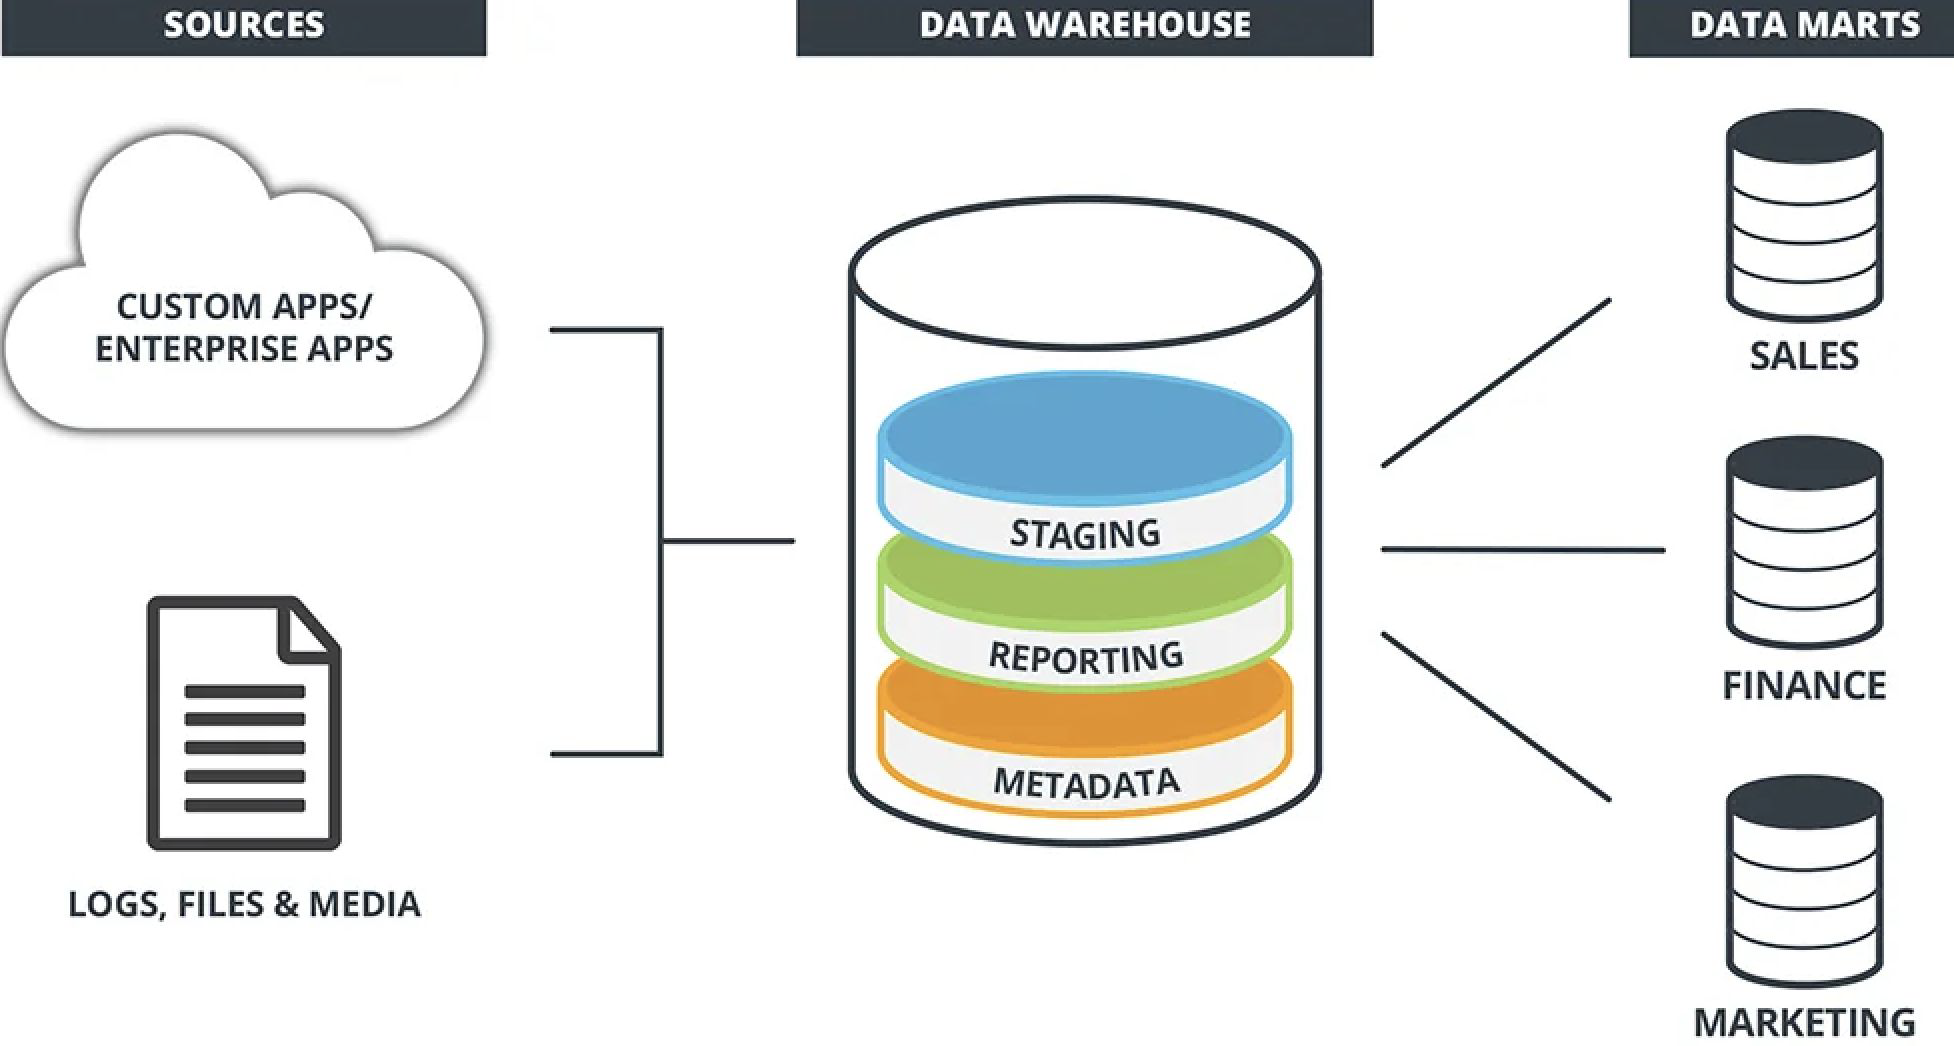 SOURCES
DATA WAREHOUSE
DATA MARTS
CUSTOM APPS/
ENTERPRISE APPS
LOGS, FILES & MEDIA
STAGING
REPORTING
METADATA
SALES
FINANCE
MARKETING